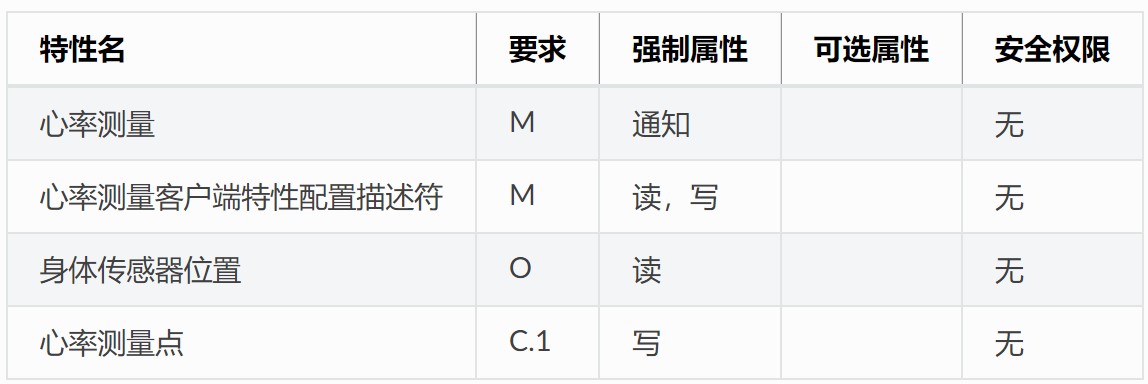 特性名 要求 强制属性 可选属性 安全权限
心率测量 M 通知 无
心率测量客户端特性配置描述符 M 读，写 无
身体传感器位置 O 读 无
心率测量点 C.1 写 无